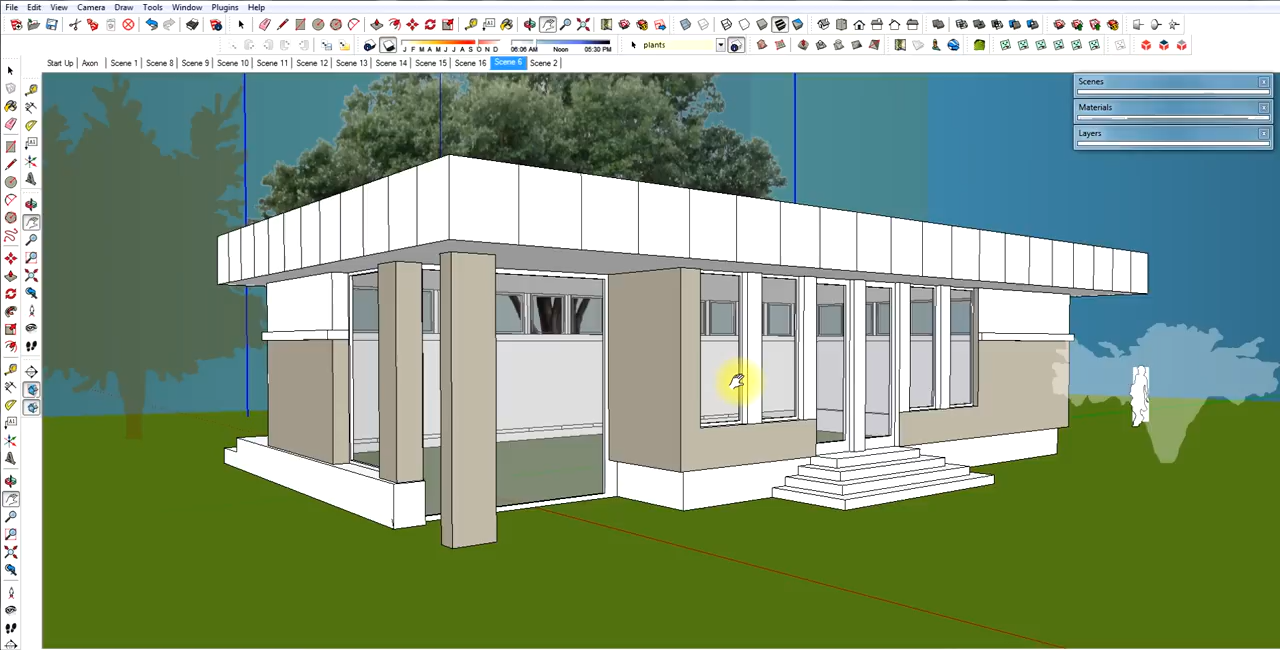 File Edit View Camera Draw Tools Window Plugins Help
J F M A M J J A S O N D 06:06 AM Noon 05:30 PM plants
Start Up Axon Scene 1 Scene 8 Scene 9 Scene 10 Scene 11 Scene 12 Scene 13 Scene 14 Scene 15 Scene 16 Scene 6 Scene 2
Scenes
Materials
Layers